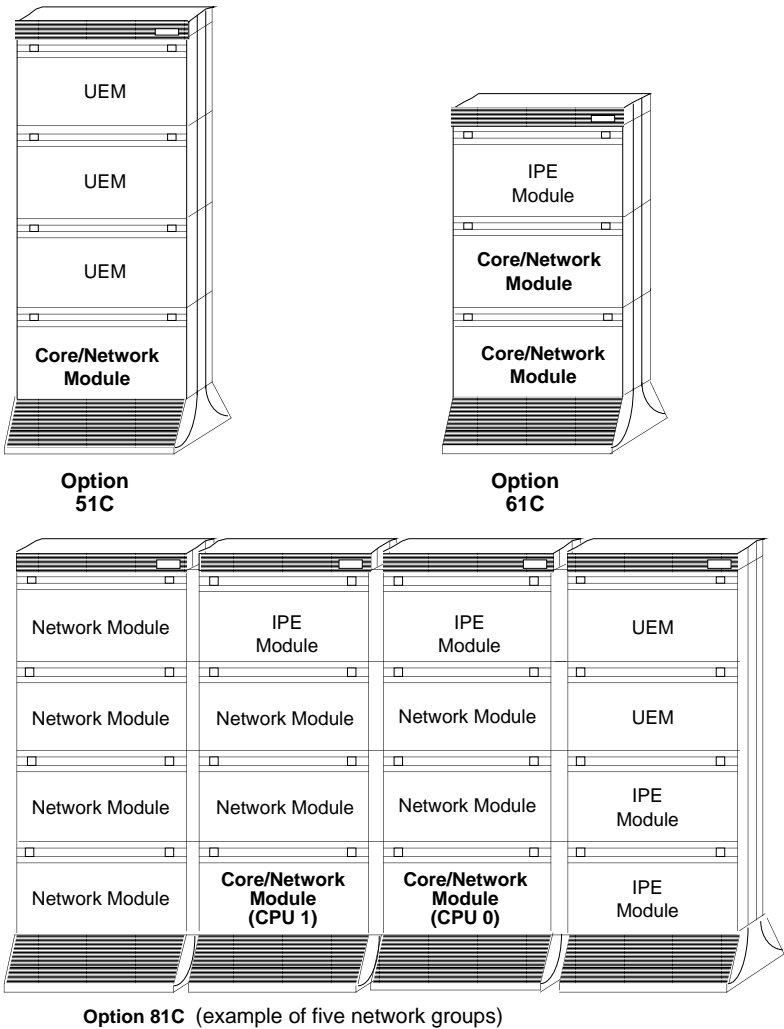 UEM
UEM
UEM
Core/Network
Module
Option
51C
IPE
Module
Core/Network
Module
Core/Network
Module
Option
61C
Network Module
IPE
Module
IPE
Module
UEM
Network Module
Network Module
Network Module
UEM
Network Module
Network Module
Network Module
IPE
Module
Network Module
Core/Network
Module
(CPU 1)
Core/Network
Module
(CPU 0)
IPE
Module
Option 81C (example of five network groups)